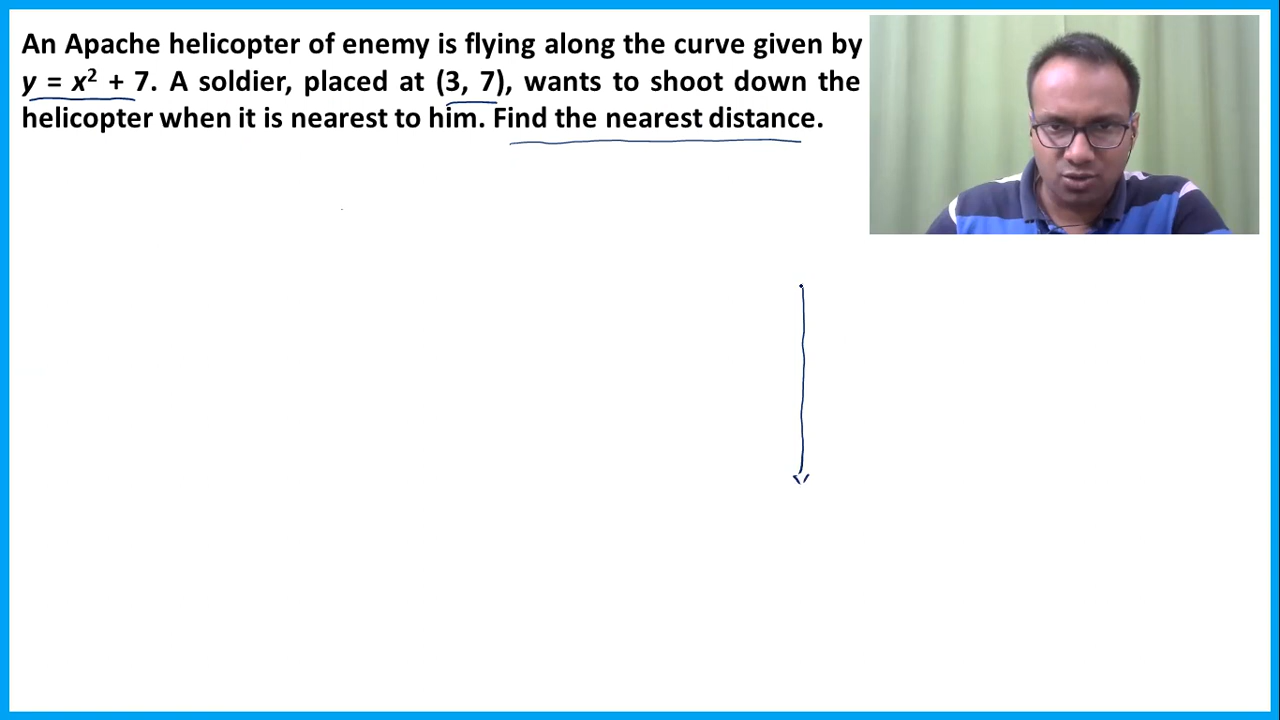 An Apache helicopter of enemy is flying along the curve given by
y = x² + 7. A soldier, placed at (3, 7), wants to shoot down the
helicopter when it is nearest to him. Find the nearest distance.